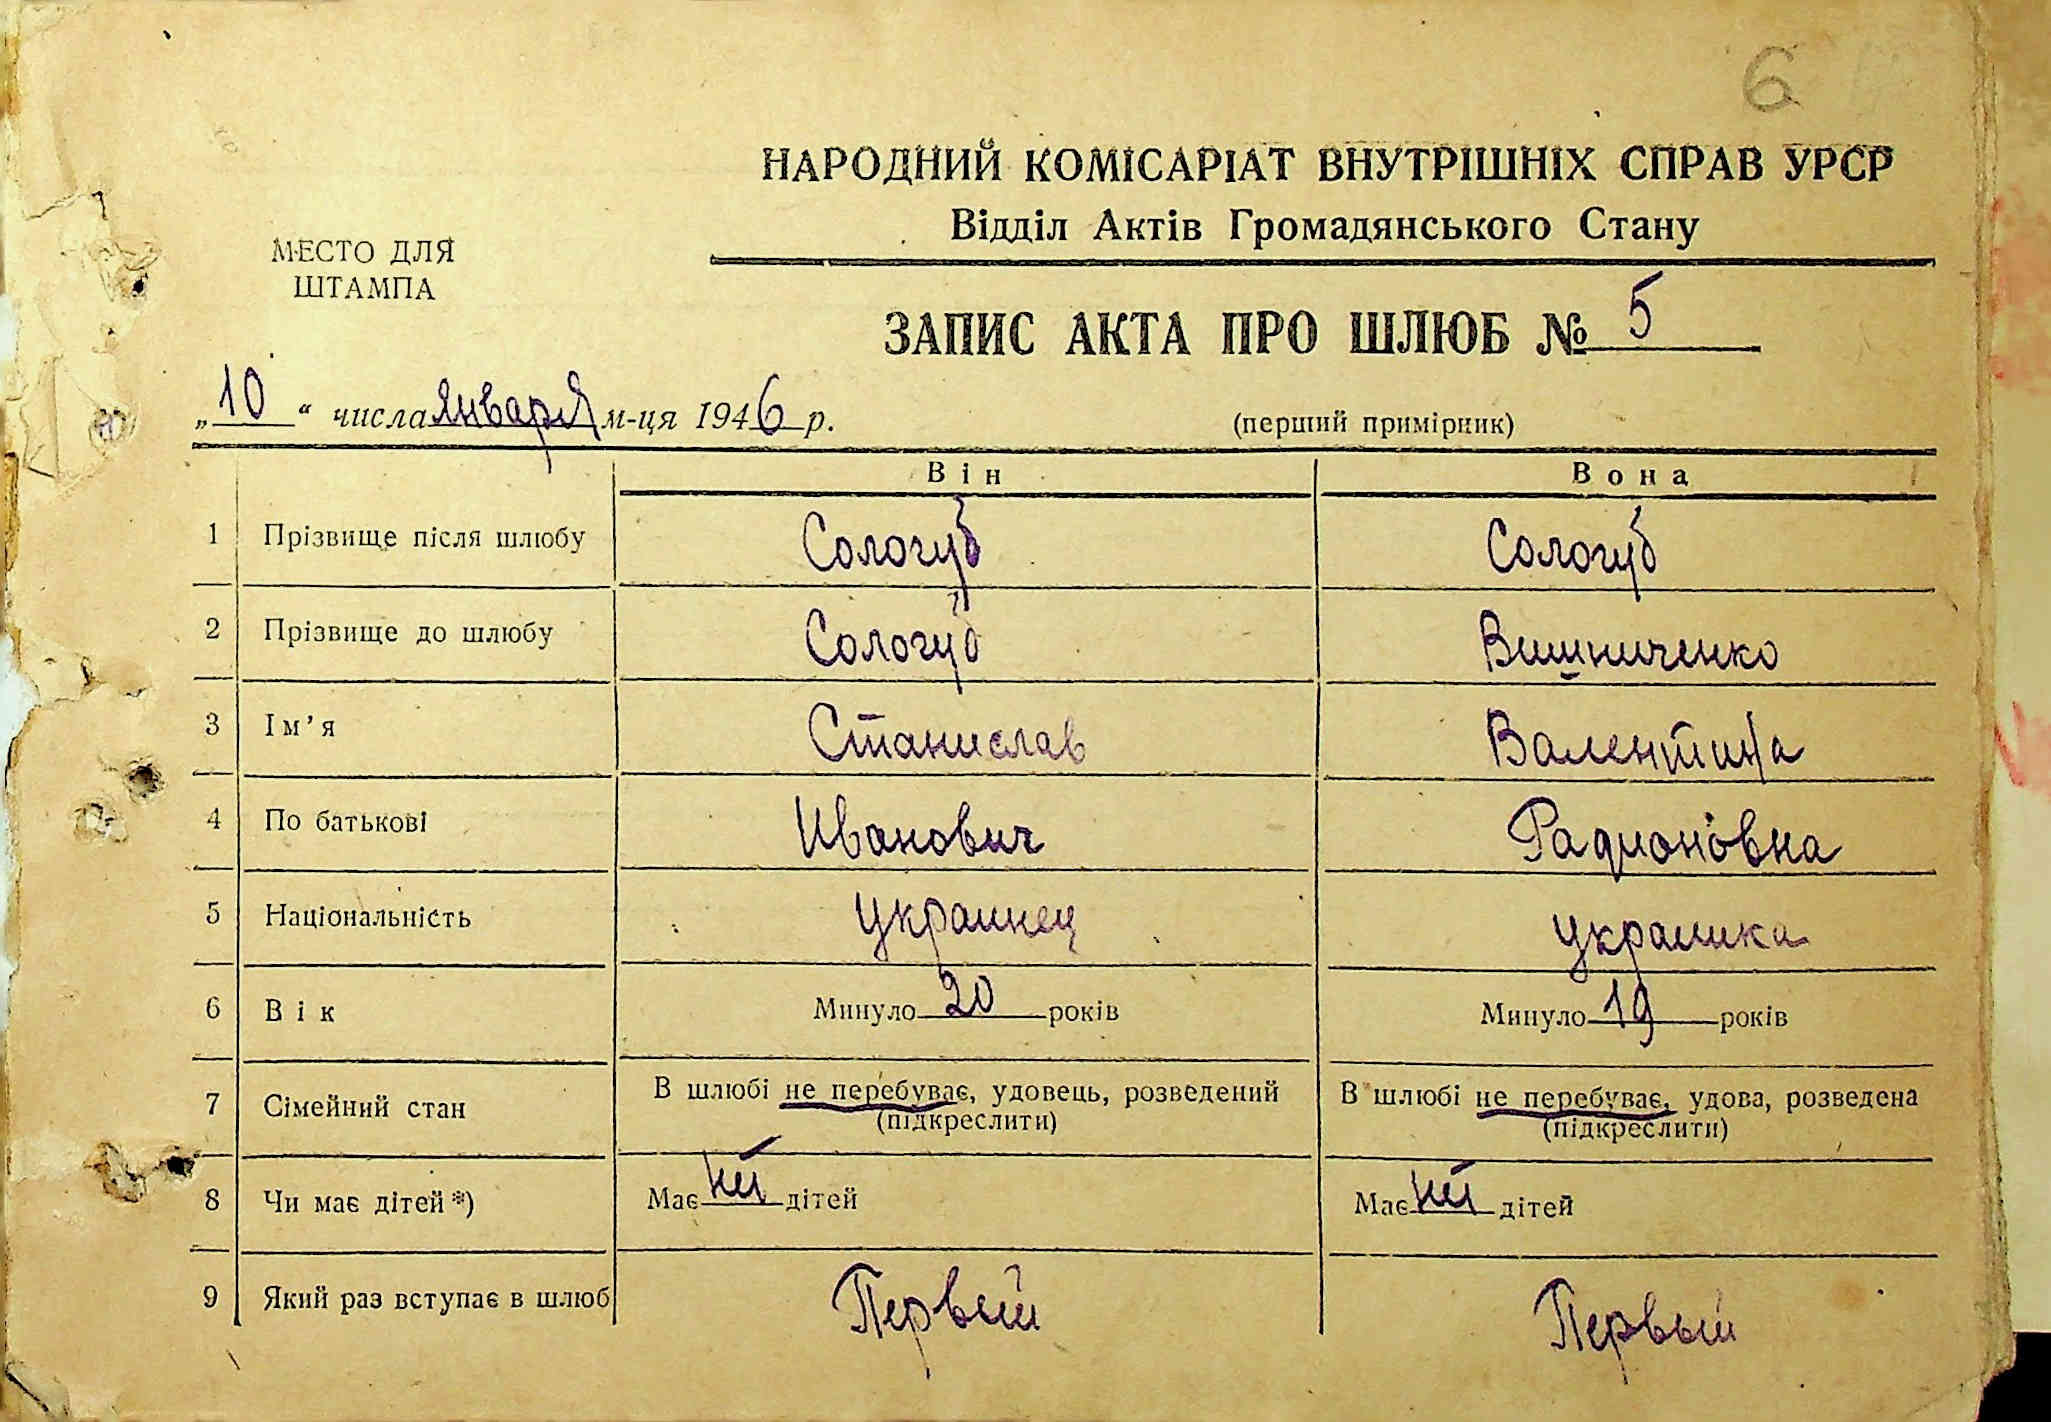 6
НАРОДНИЙ КОМІСАРІАТ ВНУТРІШНІХ СПРАВ УРСР
Відділ Актів Громадянського Стану
МЕСТО ДЛЯ
ШТАМПА
ЗАПИС АКТА ПРО ШЛЮБ № 5
„10“ числа января м-ця 1946 р.
(перший примірник)
Він Вона
1 Прізвище після шлюбу Сологуб Сологуб
2 Прізвище до шлюбу Сологуб Вишниченко
3 Ім’я Станислав Валентина
4 По батькові Иванович Радионовна
5 Національність украинец украинка
6 Вік Минуло 20 років Минуло 19 років
7 Сімейний стан В шлюбі не перебуває, удовець, розведений В шлюбі не перебуває, удова, розведена
(підкреслити) (підкреслити)
8 Чи має дітей *) Має нет дітей Має нет дітей
9 Який раз вступає в шлюб Первый Первый